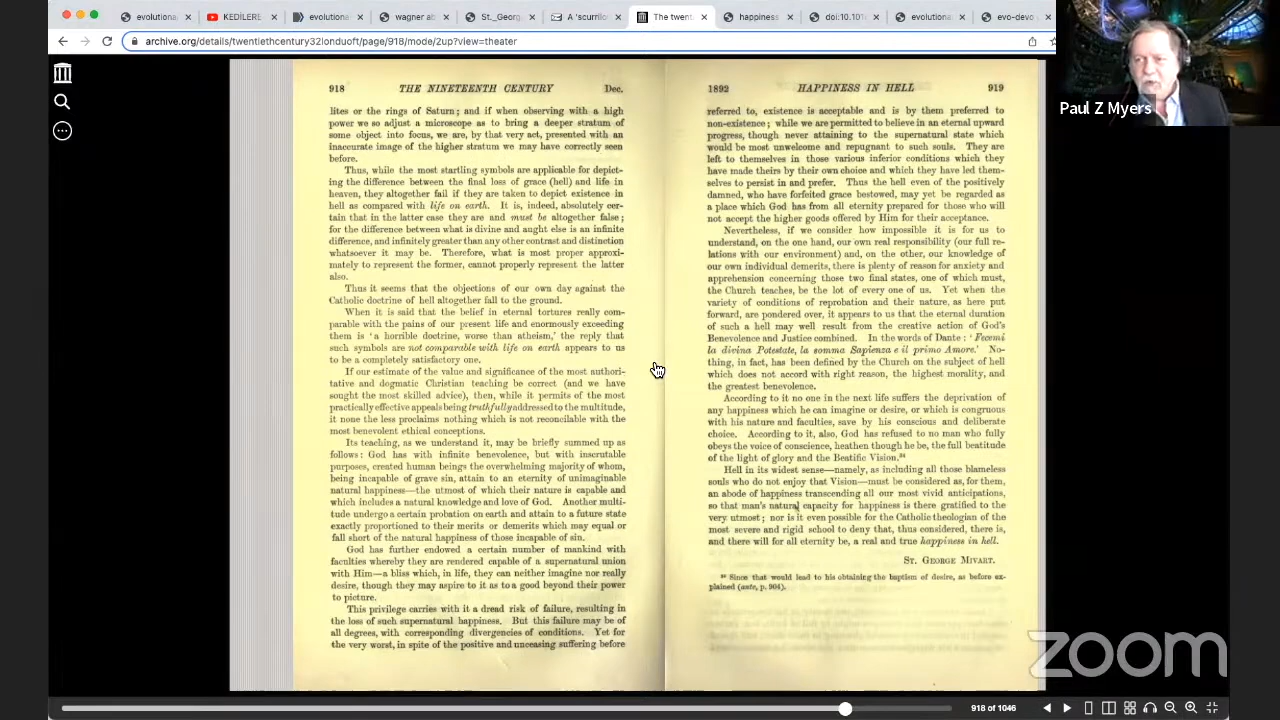 evolutiona
KEDİLERE
evolutiona
wagner ab
St._Georg
A 'scurrilou
The twent
happiness
doi:10.101
evolutiona
evo-devo
archive.org/details/twentiethcentury32londuoft/page/918/mode/2up?view=theater
Paul Z Myers
918 THE NINETEENTH CENTURY Dec.
lites or the rings of Saturn; and if when observing with a high
power we so adjust a microscope as to bring a deeper stratum of
some object into focus, we are, by that very act, presented with an
inaccurate image of the higher stratum we may have correctly seen
before.
Thus, while the most startling symbols are applicable for depict-
ing the difference between the final loss of grace (hell) and life in
heaven, they altogether fail if they are taken to depict existence in
hell as compared with life on earth. It is, indeed, absolutely cer-
tain that in the latter case they are and must be altogether false;
for the difference between what is divine and aught else is an infinite
difference, and infinitely greater than any other contrast and distinction
whatsoever it may be. Therefore, what is most proper approxi-
mately to represent the former, cannot properly represent the latter
also.
Thus it seems that the objections of our own day against the
Catholic doctrine of hell altogether fall to the ground.
When it is said that the belief in eternal tortures really com-
parable with the pains of our present life and enormously exceeding
them is 'a horrible doctrine, worse than atheism,' the reply that
such symbols are not comparable with life on earth appears to us
to be a completely satisfactory one.
If our estimate of the value and significance of the most authori-
tative and dogmatic Christian teaching be correct (and we have
sought the most skilled advice), then, while it permits of the most
practically effective appeals being truthfully addressed to the multitude,
it none the less proclaims nothing which is not reconcilable with the
most benevolent ethical conceptions.
Its teaching, as we understand it, may be briefly summed up as
follows: God has with infinite benevolence, but with inscrutable
purposes, created human beings the overwhelming majority of whom,
being incapable of grave sin, attain to an eternity of unimaginable
natural happiness—the utmost of which their nature is capable and
which includes a natural knowledge and love of God. Another multi-
tude undergo a certain probation on earth and attain to a future state
exactly proportioned to their merits or demerits which may equal or
fall short of the natural happiness of those incapable of sin.
God has further endowed a certain number of mankind with
faculties whereby they are rendered capable of a supernatural union
with Him—a bliss which, in life, they can neither imagine nor really
desire, though they may aspire to it as to a good beyond their power
to picture.
This privilege carries with it a dread risk of failure, resulting in
the loss of such supernatural happiness. But this failure may be of
all degrees, with corresponding divergencies of conditions. Yet for
the very worst, in spite of the positive and unceasing suffering before
1892 HAPPINESS IN HELL 919
referred to, existence is acceptable and is by them preferred to
non-existence; while we are permitted to believe in an eternal upward
progress, though never attaining to the supernatural state which
would be most unwelcome and repugnant to such souls. They are
left to themselves in those various inferior conditions which they
have made theirs by their own choice and which they have led them-
selves to persist in and prefer. Thus the hell even of the positively
damned, who have forfeited grace bestowed, may yet be regarded as
a place which God has from all eternity prepared for those who will
not accept the higher goods offered by Him for their acceptance.
Nevertheless, if we consider how impossible it is for us to
understand, on the one hand, our own real responsibility (our full re-
lations with our environment) and, on the other, our knowledge of
our own individual demerits, there is plenty of reason for anxiety and
apprehension concerning those two final states, one of which must,
the Church teaches, be the lot of every one of us. Yet when the
variety of conditions of reprobation and their nature, as here put
forward, are pondered over, it appears to us that the eternal duration
of such a hell may well result from the creative action of God's
Benevolence and Justice combined. In the words of Dante: 'Fecemi
la divina Potestate, la somma Sapienza e il primo Amore.' No-
thing, in fact, has been defined by the Church on the subject of hell
which does not accord with right reason, the highest morality, and
the greatest benevolence.
According to it no one in the next life suffers the deprivation of
any happiness which he can imagine or desire, or which is congruous
with his nature and faculties, save by his conscious and deliberate
choice. According to it, also, God has refused to no man who fully
obeys the voice of conscience, heathen though he be, the full beatitude
of the light of glory and the Beatific Vision.
Hell in its widest sense—namely, as including all those blameless
souls who do not enjoy that Vision—must be considered as, for them,
an abode of happiness transcending all our most vivid anticipations,
so that man's natural capacity for happiness is there gratified to the
very utmost; nor is it even possible for the Catholic theologian of the
most severe and rigid school to deny that, thus considered, there is,
and there will for all eternity be, a real and true happiness in hell.
ST. GEORGE MIVART.
Since that would lead to his obtaining the baptism of desire, as before ex-
plained (ante, p. 904).
zoom
918 of 1046